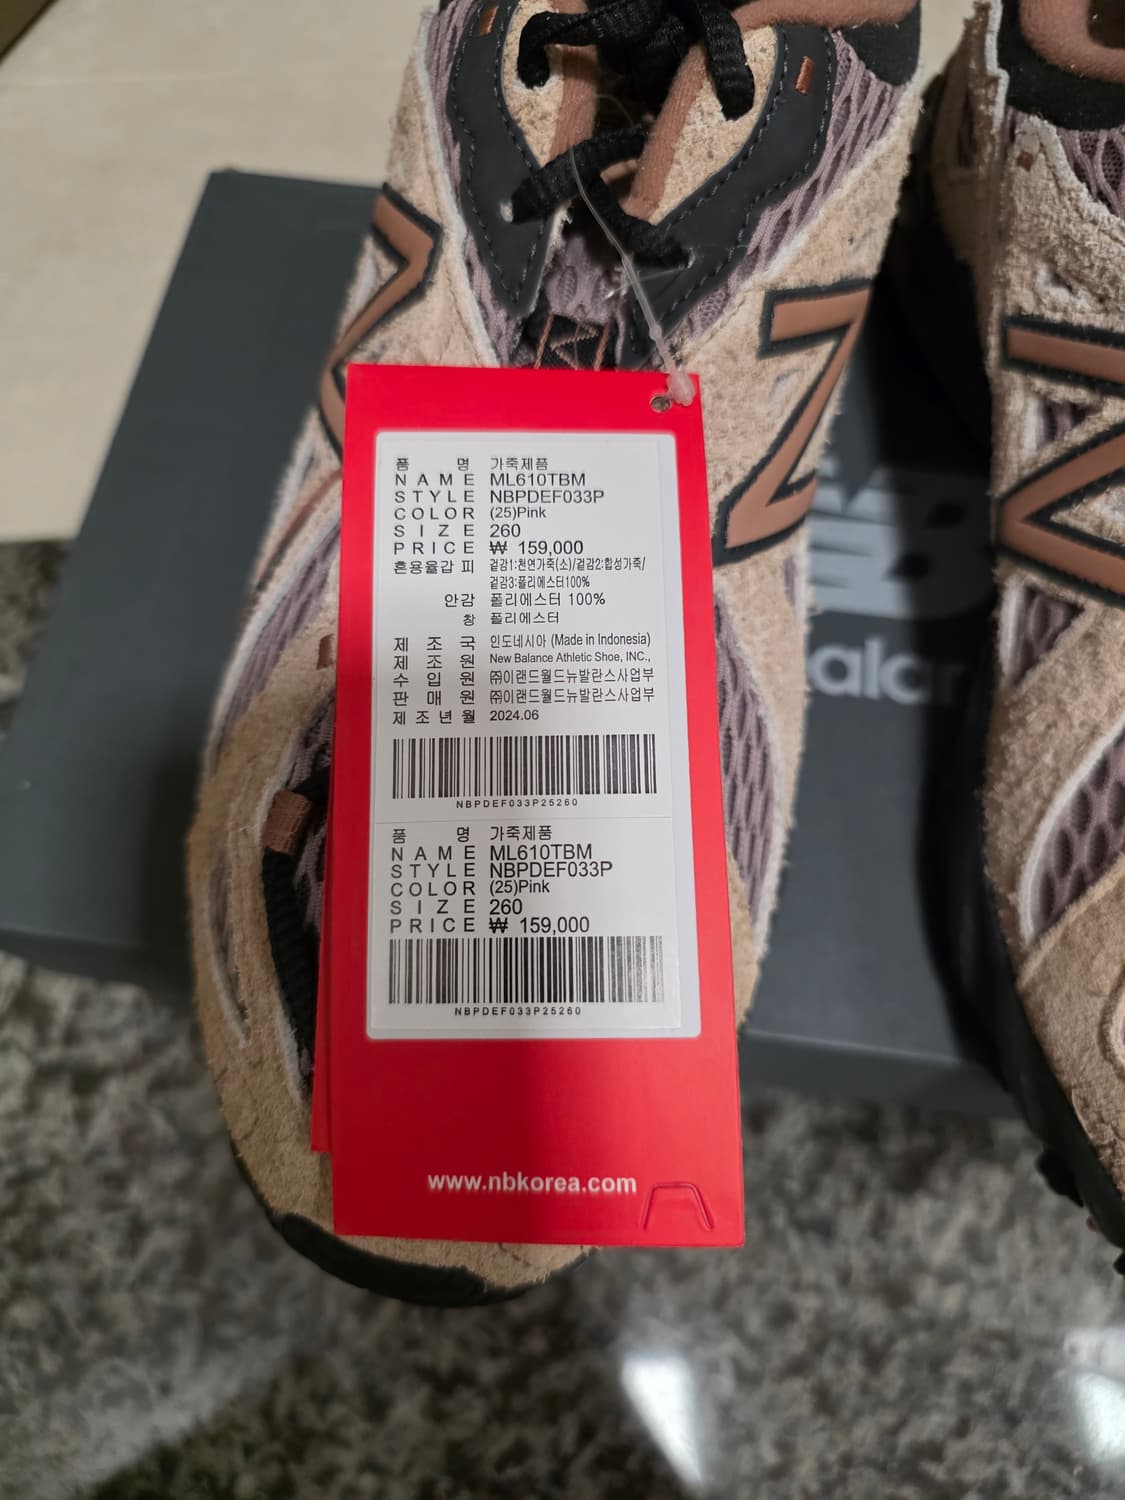 품 명 가죽제품
NAME ML610TBM
STYLE NBPDEF033P
COLOR (25)Pink
SIZE 260
PRICE ₩ 159,000
혼용율갑 피 겉감1:천연가죽(소)/겉감2:합성가죽/
겉감3:폴리에스터100%
안감 폴리에스터 100%
창 폴리에스터
제 조 국 인도네시아 (Made in Indonesia)
제 조 원 New Balance Athletic Shoe, INC.,
수 입 원 ㈜이랜드월드뉴발란스사업부
판 매 원 ㈜이랜드월드뉴발란스사업부
제조년월 2024.06
NBPDEF033P25260
품 명 가죽제품
NAME ML610TBM
STYLE NBPDEF033P
COLOR (25)Pink
SIZE 260
PRICE ₩ 159,000
NBPDEF033P25260
www.nbkorea.com